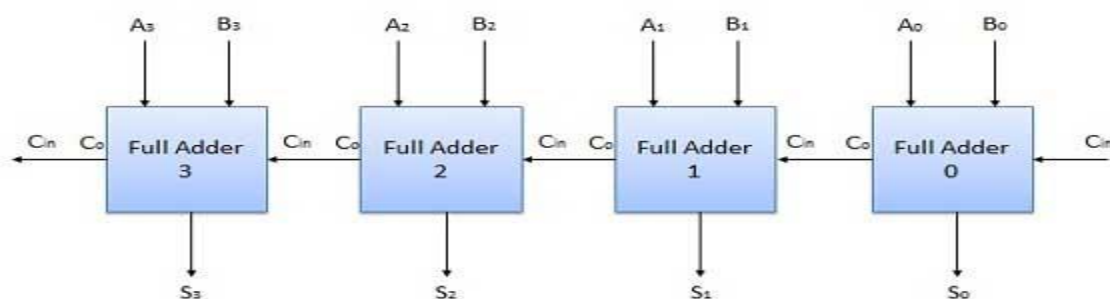 A₃ B₃ A₂ B₂ A₁ B₁ A₀ B₀
Cin Co Full Adder 3 Cin Co Full Adder 2 Cin Co Full Adder 1 Cin Co Full Adder 0 Cin
S₃ S₂ S₁ S₀